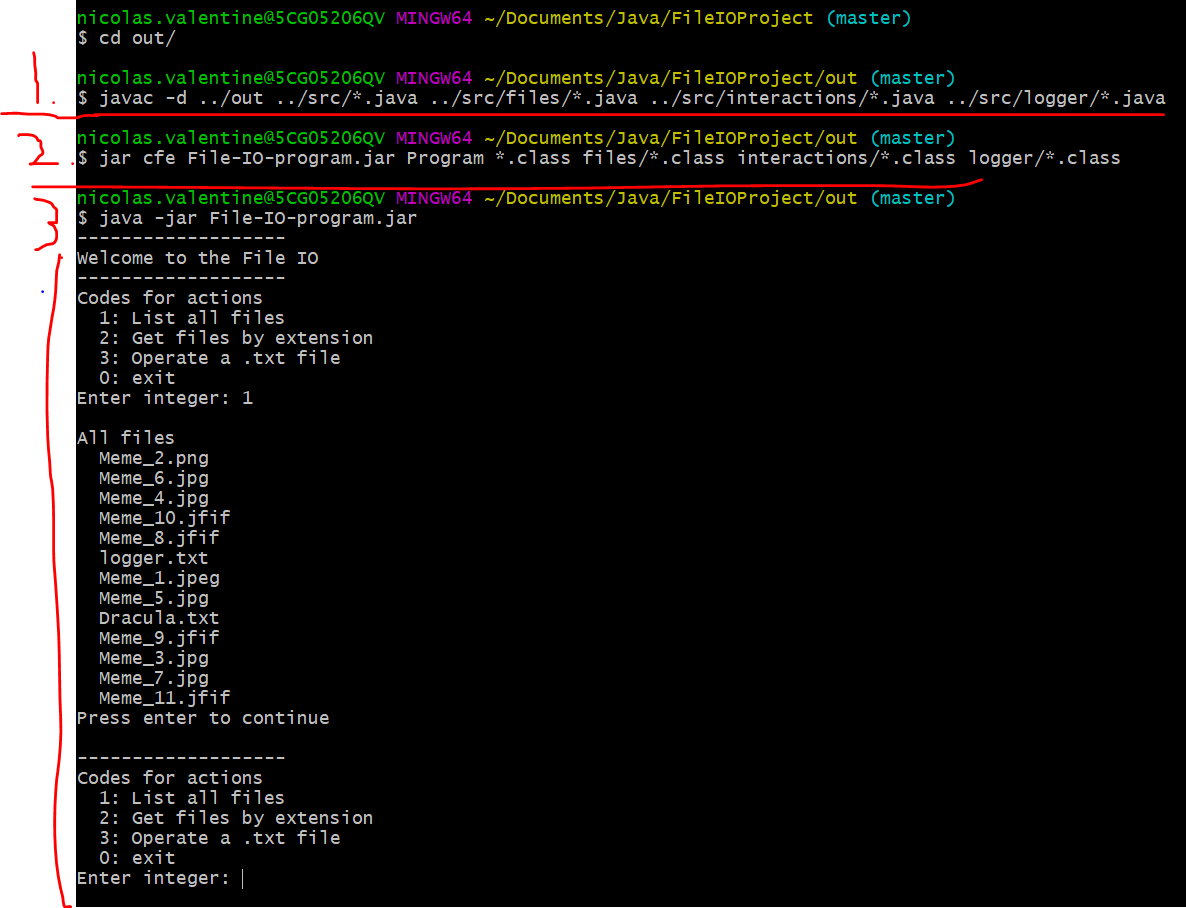 nicolas.valentine@5CG05206QV MINGW64 ~/Documents/Java/FileIOProject (master)
$ cd out/
nicolas.valentine@5CG05206QV MINGW64 ~/Documents/Java/FileIOProject/out (master)
1. $ javac -d ../out ../src/*.java ../src/files/*.java ../src/interactions/*.java ../src/logger/*.java
nicolas.valentine@5CG05206QV MINGW64 ~/Documents/Java/FileIOProject/out (master)
2. $ jar cfe File-IO-program.jar Program *.class files/*.class interactions/*.class logger/*.class
nicolas.valentine@5CG05206QV MINGW64 ~/Documents/Java/FileIOProject/out (master)
3 $ java -jar File-IO-program.jar
-------------------
Welcome to the File IO
-------------------
Codes for actions
  1: List all files
  2: Get files by extension
  3: Operate a .txt file
  0: exit
Enter integer: 1
All files
  Meme_2.png
  Meme_6.jpg
  Meme_4.jpg
  Meme_10.jfif
  Meme_8.jfif
  logger.txt
  Meme_1.jpeg
  Meme_5.jpg
  Dracula.txt
  Meme_9.jfif
  Meme_3.jpg
  Meme_7.jpg
  Meme_11.jfif
Press enter to continue
-------------------
Codes for actions
  1: List all files
  2: Get files by extension
  3: Operate a .txt file
  0: exit
Enter integer: